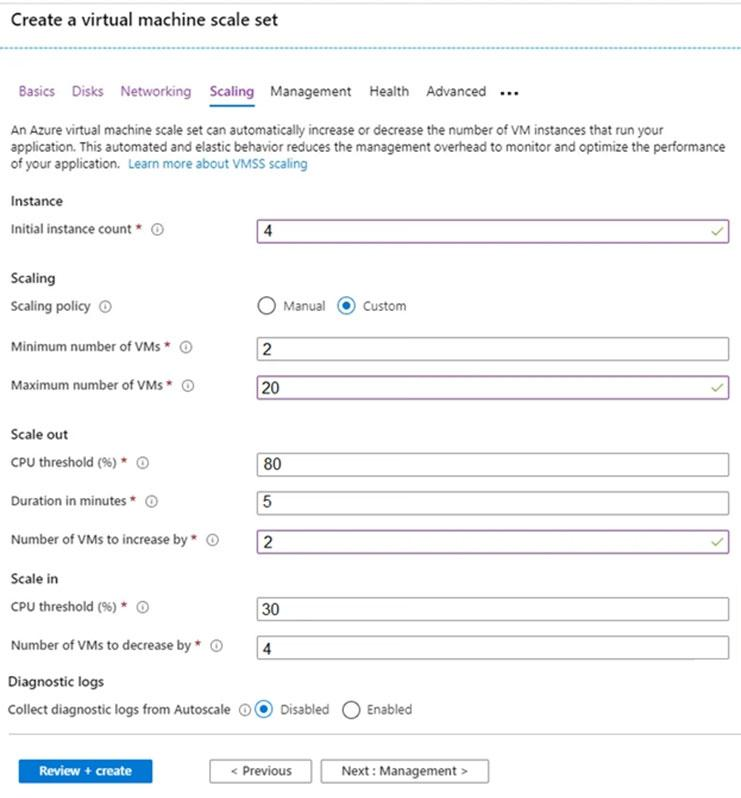 Create a virtual machine scale set
Basics Disks Networking Scaling Management Health Advanced ...
An Azure virtual machine scale set can automatically increase or decrease the number of VM instances that run your
application. This automated and elastic behavior reduces the management overhead to monitor and optimize the performance
of your application. Learn more about VMSS scaling
Instance
Initial instance count * 4
Scaling
Scaling policy Manual Custom
Minimum number of VMs * 2
Maximum number of VMs * 20
Scale out
CPU threshold (%) * 80
Duration in minutes * 5
Number of VMs to increase by * 2
Scale in
CPU threshold (%) * 30
Number of VMs to decrease by * 4
Diagnostic logs
Collect diagnostic logs from Autoscale Disabled Enabled
Review + create < Previous Next : Management >